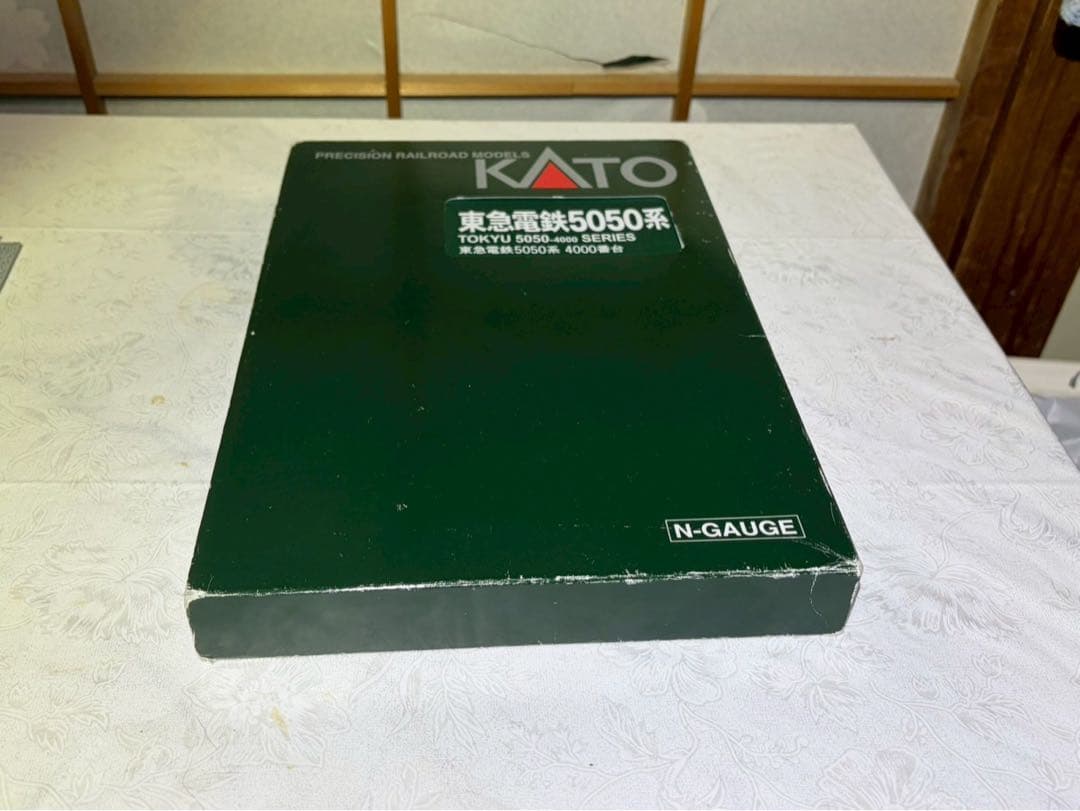 PRECISION RAILROAD MODELS
KATO
東急電鉄5050系
TOKYU 5050-4000 SERIES
東急電鉄5050系 4000番台
N-GAUGE